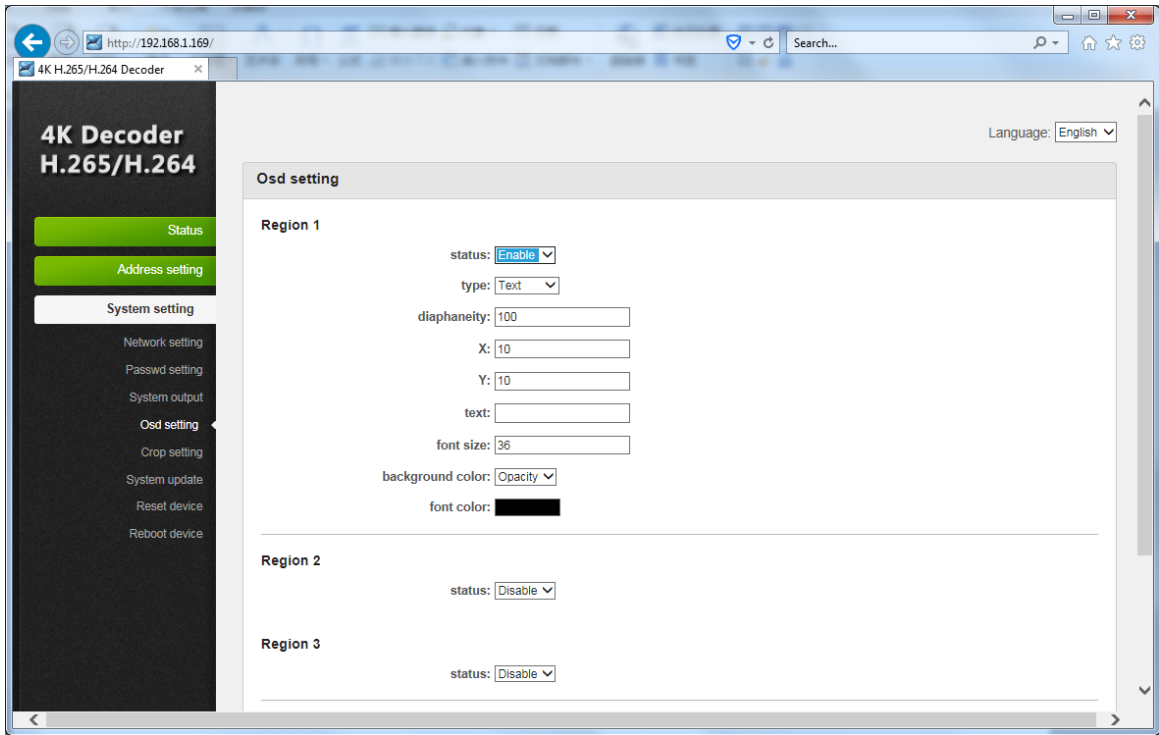 http://192.168.1.169/
Search...
4K H.265/H.264 Decoder
4K Decoder
H.265/H.264
Status
Address setting
System setting
Network setting
Passwd setting
System output
Osd setting
Crop setting
System update
Reset device
Reboot device
Language: English
Osd setting
Region 1
status: Enable
type: Text
diaphaneity: 100
X: 10
Y: 10
text:
font size: 36
background color: Opacity
font color:
Region 2
status: Disable
Region 3
status: Disable